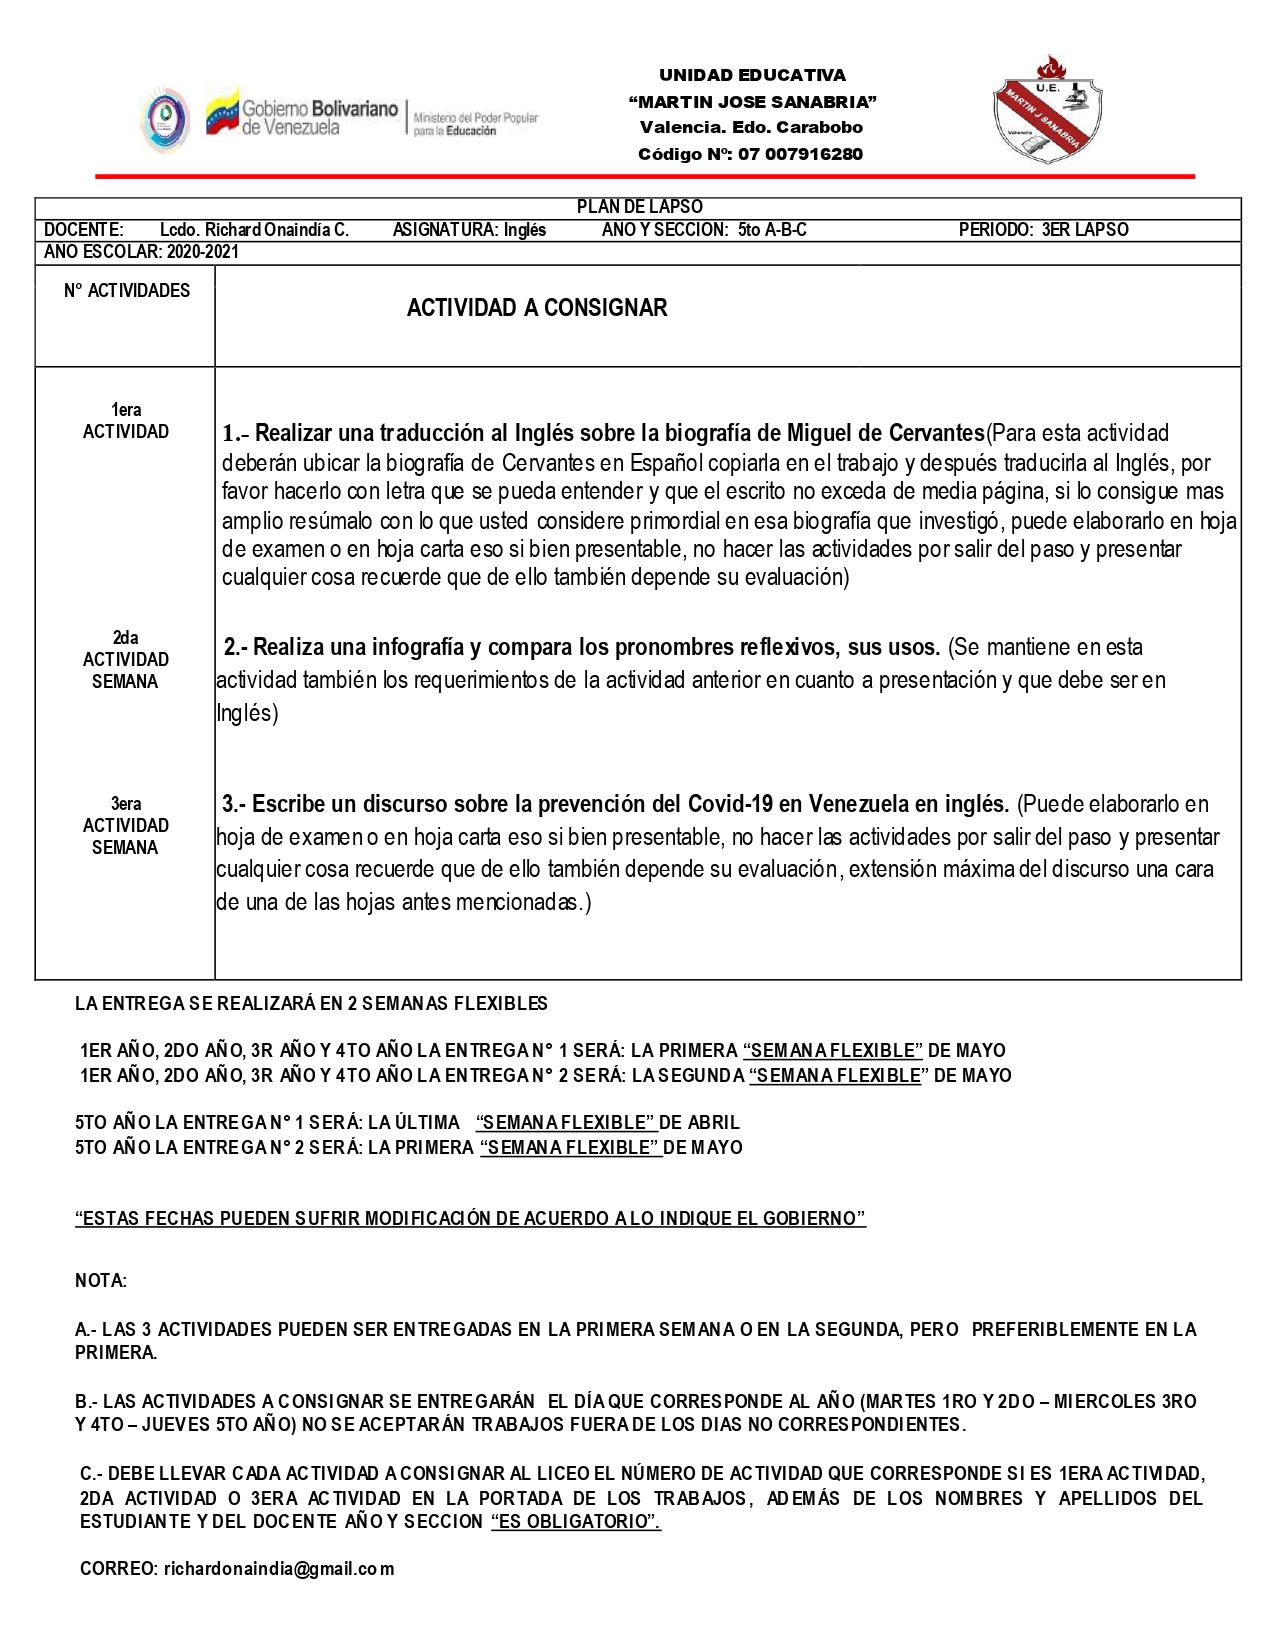 Gobierno Bolivariano
de Venezuela
Ministerio del Poder Popular
para la Educación
UNIDAD EDUCATIVA
“MARTIN JOSE SANABRIA”
Valencia. Edo. Carabobo
Código Nº: 07 007916280
U.E.
MARTIN J SANABRIA
Valencia
PLAN DE LAPSO
DOCENTE: Lcdo. Richard Onaindía C. ASIGNATURA: Inglés ANO Y SECCION: 5to A-B-C PERIODO: 3ER LAPSO
ANO ESCOLAR: 2020-2021
N° ACTIVIDADES
ACTIVIDAD A CONSIGNAR
1era
ACTIVIDAD
1.- Realizar una traducción al Inglés sobre la biografía de Miguel de Cervantes(Para esta actividad
deberán ubicar la biografía de Cervantes en Español copiarla en el trabajo y después traducirla al Inglés, por
favor hacerlo con letra que se pueda entender y que el escrito no exceda de media página, si lo consigue mas
amplio resúmalo con lo que usted considere primordial en esa biografía que investigó, puede elaborarlo en hoja
de examen o en hoja carta eso si bien presentable, no hacer las actividades por salir del paso y presentar
cualquier cosa recuerde que de ello también depende su evaluación)
2da
ACTIVIDAD
SEMANA
2.- Realiza una infografía y compara los pronombres reflexivos, sus usos. (Se mantiene en esta
actividad también los requerimientos de la actividad anterior en cuanto a presentación y que debe ser en
Inglés)
3era
ACTIVIDAD
SEMANA
3.- Escribe un discurso sobre la prevención del Covid-19 en Venezuela en inglés. (Puede elaborarlo en
hoja de examen o en hoja carta eso si bien presentable, no hacer las actividades por salir del paso y presentar
cualquier cosa recuerde que de ello también depende su evaluación, extensión máxima del discurso una cara
de una de las hojas antes mencionadas.)
LA ENTREGA SE REALIZARÁ EN 2 SEMANAS FLEXIBLES
1ER AÑO, 2DO AÑO, 3R AÑO Y 4TO AÑO LA ENTREGA N° 1 SERÁ: LA PRIMERA “SEMANA FLEXIBLE” DE MAYO
1ER AÑO, 2DO AÑO, 3R AÑO Y 4TO AÑO LA ENTREGA N° 2 SERÁ: LA SEGUNDA “SEMANA FLEXIBLE” DE MAYO
5TO AÑO LA ENTREGA N° 1 SERÁ: LA ÚLTIMA “SEMANA FLEXIBLE” DE ABRIL
5TO AÑO LA ENTREGA N° 2 SERÁ: LA PRIMERA “SEMANA FLEXIBLE” DE MAYO
“ESTAS FECHAS PUEDEN SUFRIR MODIFICACIÓN DE ACUERDO A LO INDIQUE EL GOBIERNO”
NOTA:
A.- LAS 3 ACTIVIDADES PUEDEN SER ENTREGADAS EN LA PRIMERA SEMANA O EN LA SEGUNDA, PERO PREFERIBLEMENTE EN LA
PRIMERA.
B.- LAS ACTIVIDADES A CONSIGNAR SE ENTREGARÁN EL DÍA QUE CORRESPONDE AL AÑO (MARTES 1RO Y 2DO – MIERCOLES 3RO
Y 4TO – JUEVES 5TO AÑO) NO SE ACEPTARÁN TRABAJOS FUERA DE LOS DIAS NO CORRESPONDIENTES.
C.- DEBE LLEVAR CADA ACTIVIDAD A CONSIGNAR AL LICEO EL NÚMERO DE ACTIVIDAD QUE CORRESPONDE SI ES 1ERA ACTIVIDAD,
2DA ACTIVIDAD O 3ERA ACTIVIDAD EN LA PORTADA DE LOS TRABAJOS, ADEMÁS DE LOS NOMBRES Y APELLIDOS DEL
ESTUDIANTE Y DEL DOCENTE AÑO Y SECCION “ES OBLIGATORIO”.
CORREO: richardonaindia@gmail.com